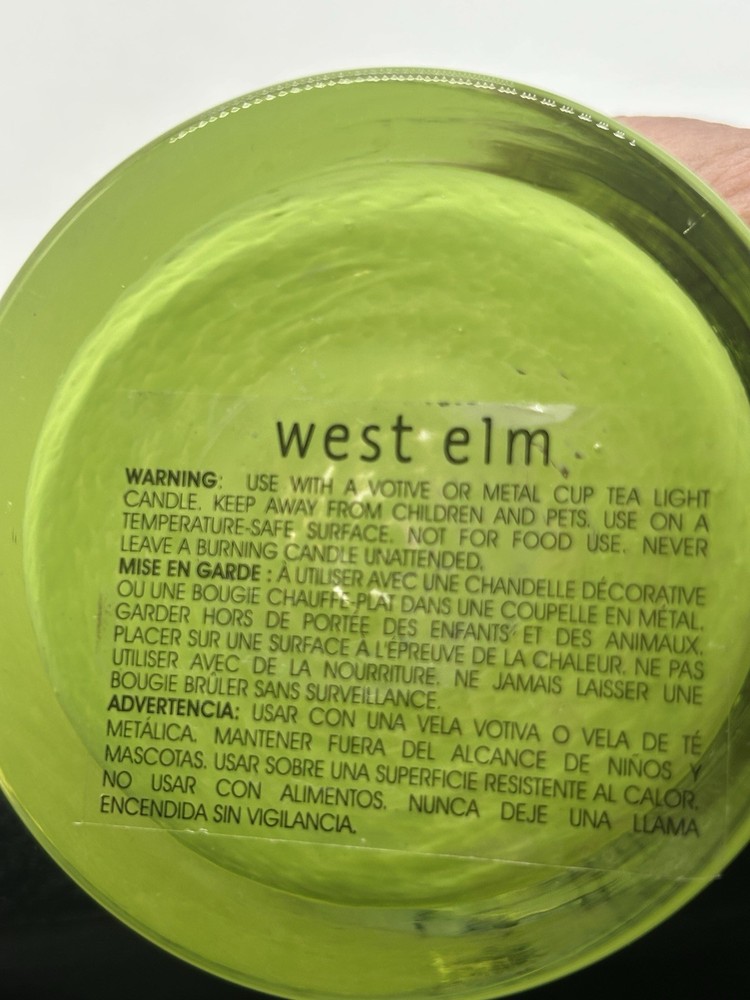 west elm
WARNING: USE WITH A VOTIVE OR METAL CUP TEA LIGHT
CANDLE. KEEP AWAY FROM CHILDREN AND PETS. USE ON A
TEMPERATURE-SAFE SURFACE. NOT FOR FOOD USE. NEVER
LEAVE A BURNING CANDLE UNATTENDED.
MISE EN GARDE : À UTILISER AVEC UNE CHANDELLE DÉCORATIVE
OU UNE BOUGIE CHAUFFE-PLAT DANS UNE COUPELLE EN MÉTAL.
GARDER HORS DE PORTÉE DES ENFANTS ET DES ANIMAUX.
PLACER SUR UNE SURFACE À L'ÉPREUVE DE LA CHALEUR. NE PAS
UTILISER AVEC DE LA NOURRITURE. NE JAMAIS LAISSER UNE
BOUGIE BRÛLER SANS SURVEILLANCE.
ADVERTENCIA: USAR CON UNA VELA VOTIVA O VELA DE TÉ
METÁLICA. MANTENER FUERA DEL ALCANCE DE NIÑOS Y
MASCOTAS. USAR SOBRE UNA SUPERFICIE RESISTENTE AL CALOR.
NO USAR CON ALIMENTOS. NUNCA DEJE UNA LLAMA
ENCENDIDA SIN VIGILANCIA.